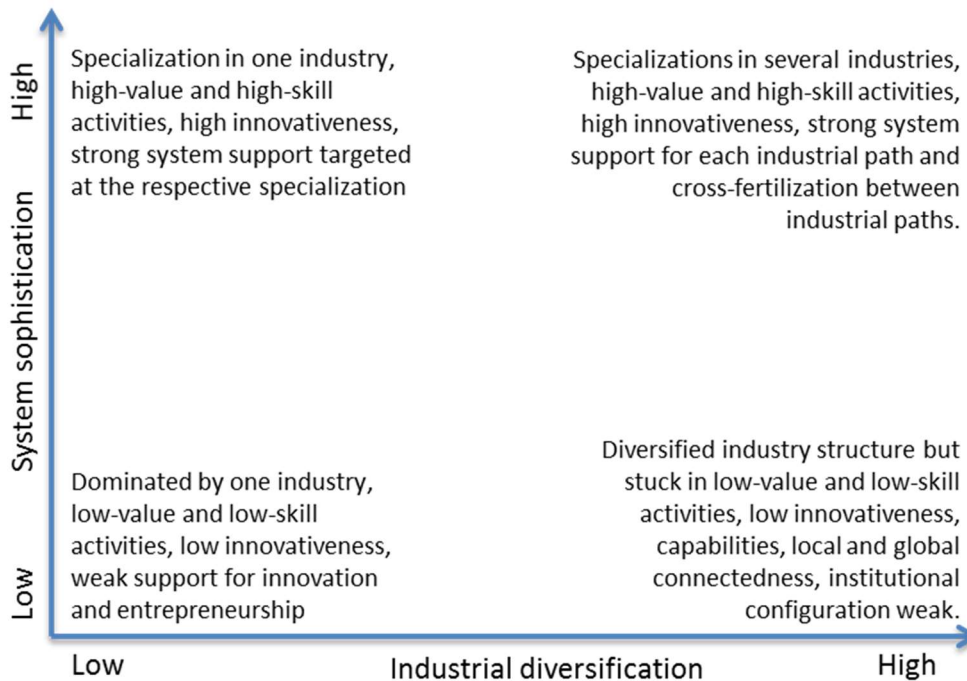 High
Specialization in one industry,
high-value and high-skill
activities, high innovativeness,
strong system support targeted
at the respective specialization
Specializations in several industries,
high-value and high-skill activities,
high innovativeness, strong system
support for each industrial path and
cross-fertilization between
industrial paths.
System sophistication
Dominated by one industry,
low-value and low-skill
activities, low innovativeness,
weak support for innovation
and entrepreneurship
Diversified industry structure but
stuck in low-value and low-skill
activities, low innovativeness,
capabilities, local and global
connectedness, institutional
configuration weak.
Low
Low
Industrial diversification
High